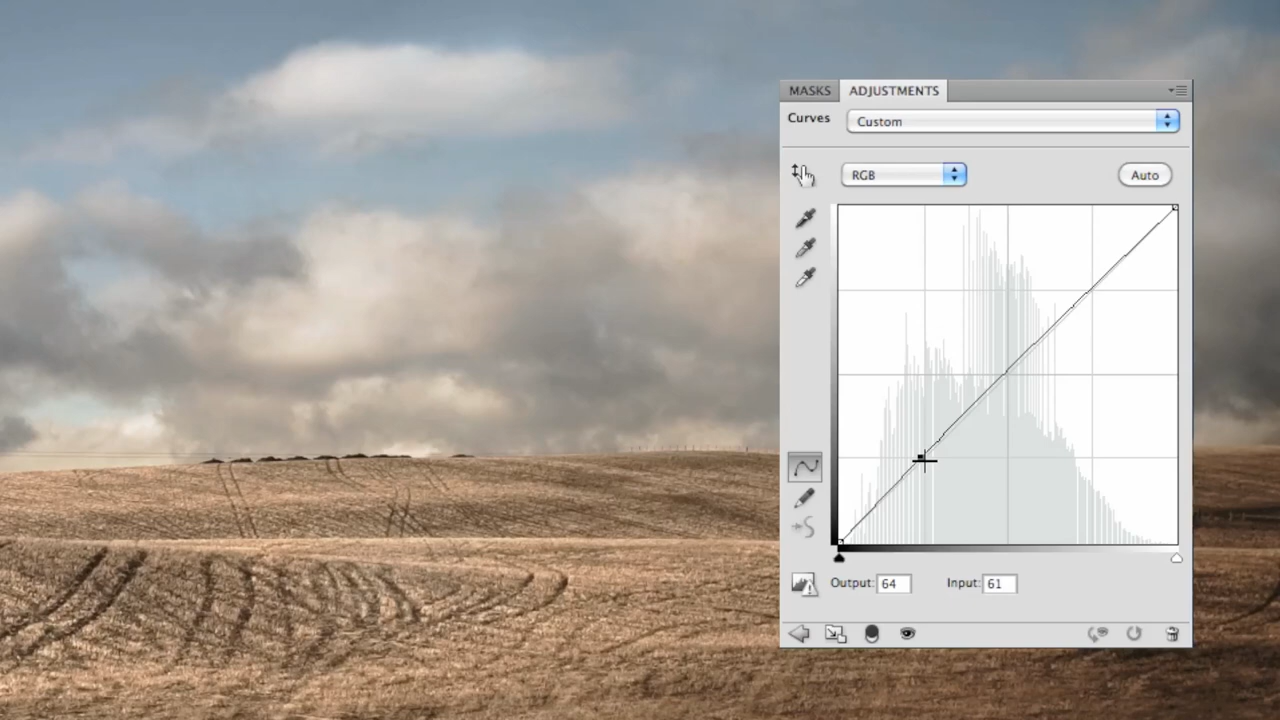 MASKS ADJUSTMENTS
Curves Custom
RGB Auto
Output: 64 Input: 61